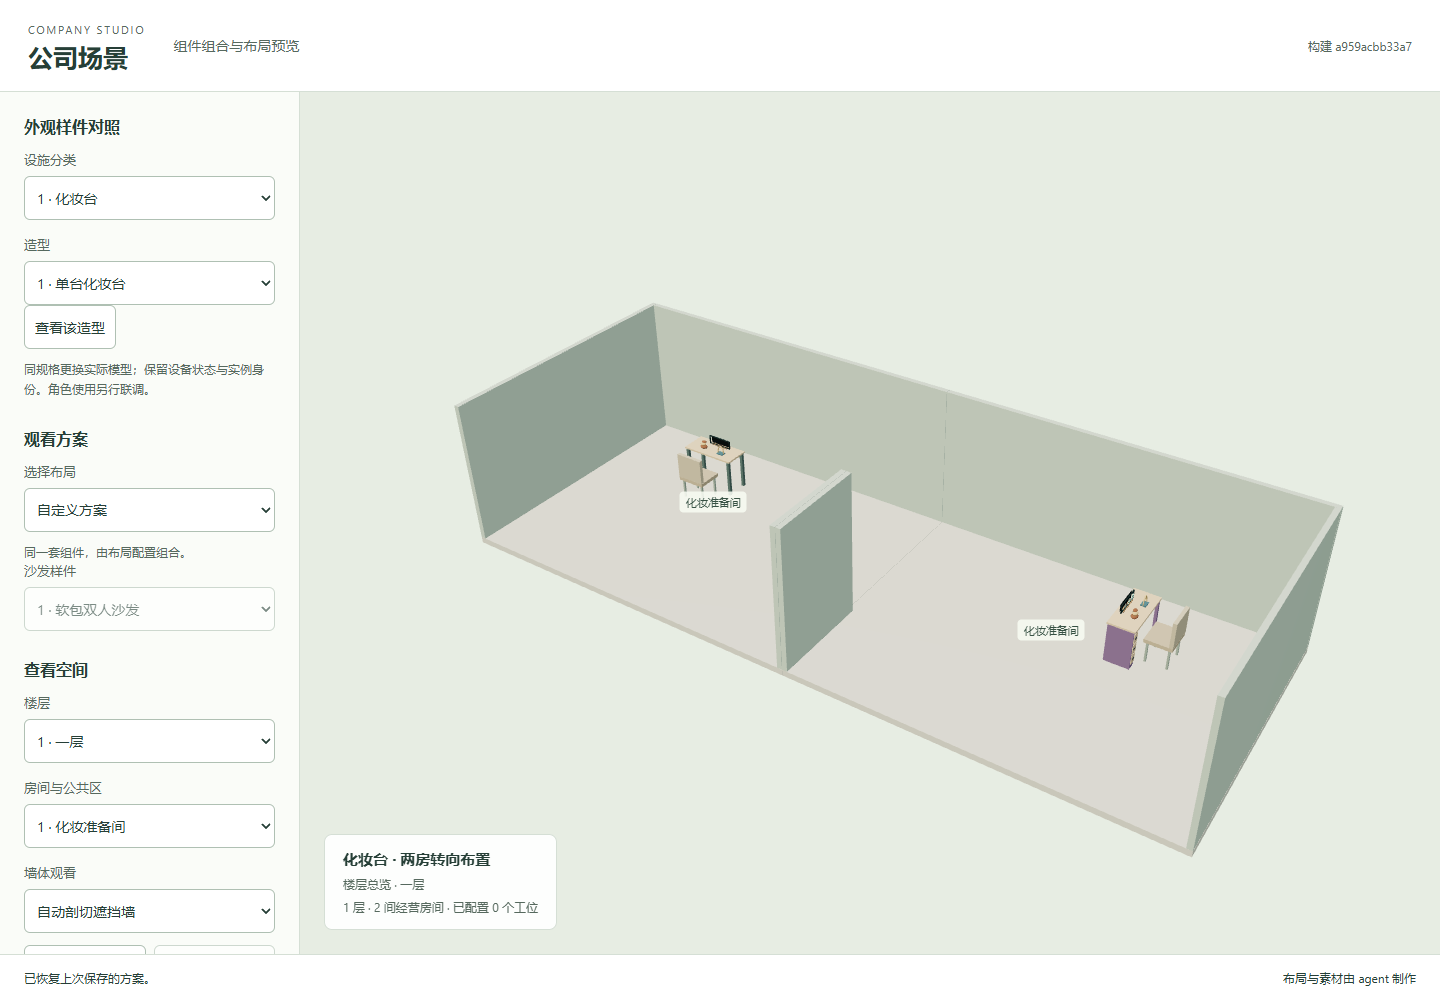 COMPANY STUDIO
公司场景
组件组合与布局预览
构建 a959acbb33a7
外观样件对照
设施分类
1 · 化妆台
造型
1 · 单台化妆台
查看该造型
同规格更换实际模型；保留设备状态与实例身
份。角色使用另行联调。
观看方案
选择布局
自定义方案
同一套组件，由布局配置组合。
沙发样件
1 · 软包双人沙发
查看空间
楼层
1 · 一层
房间与公共区
1 · 化妆准备间
墙体观看
自动剖切遮挡墙
化妆准备间
化妆准备间
化妆台 · 两房转向布置
楼层总览 · 一层
1 层 · 2 间经营房间 · 已配置 0 个工位
已恢复上次保存的方案。
布局与素材由 agent 制作